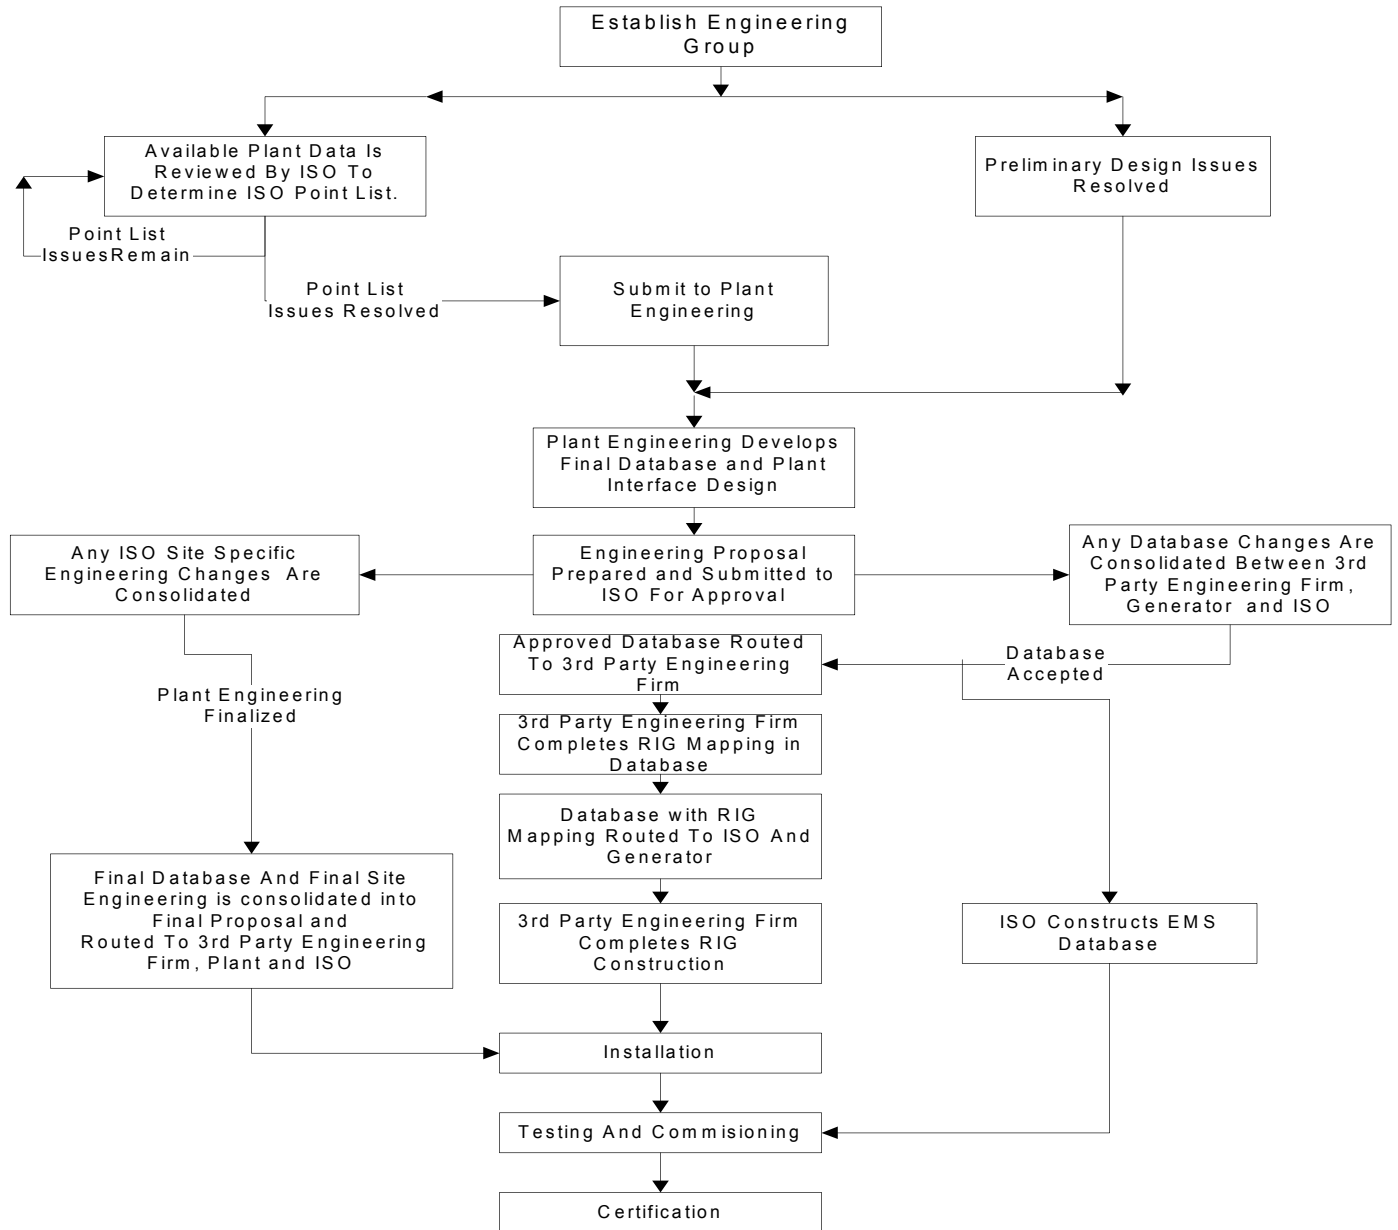 Establish Engineering
Group
Available Plant Data Is
Reviewed By ISO To
Determine ISO Point List.
Preliminary Design Issues
Resolved
Point List
IssuesRemain
Point List
Issues Resolved
Submit to Plant
Engineering
Plant Engineering Develops
Final Database and Plant
Interface Design
Any ISO Site Specific
Engineering Changes Are
Consolidated
Engineering Proposal
Prepared and Submitted to
ISO For Approval
Any Database Changes Are
Consolidated Between 3rd
Party Engineering Firm,
Generator and ISO
Approved Database Routed
To 3rd Party Engineering
Firm
Database
Accepted
Plant Engineering
Finalized
3rd Party Engineering Firm
Completes RIG Mapping in
Database
Database with RIG
Mapping Routed To ISO And
Generator
Final Database And Final Site
Engineering is consolidated into
Final Proposal and
Routed To 3rd Party Engineering
Firm, Plant and ISO
3rd Party Engineering Firm
Completes RIG
Construction
ISO Constructs EMS
Database
Installation
Testing And Commisioning
Certification